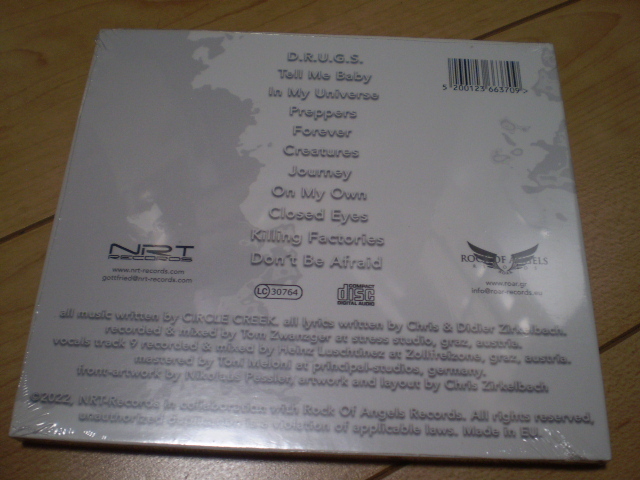 D.R.U.G.S.
Tell Me Baby
In My Universe
Preppers
Forever
Creatures
Journey
On My Own
Closed Eyes
Killing Factories
Don't Be Afraid
5 200123 663709 >
NRT
RECORDS
www.nrt-records.com
gottfried@nrt-records.com
LC 30764
COMPACT
disc
DIGITAL AUDIO
ROCK OF ANGELS
www.roar.gr
info@roar-records.eu
all music written by CIRCLE CREEK. all lyrics written by Chris & Didier Zirkelbach.
recorded & mixed by Tom Zwanzger at stress studio, graz, austria.
vocals track 9 recorded & mixed by Heinz at Zollfreizone, graz, austria.
mastered by Toni Meloni at principal-studios, germany.
front-artwork by Nikolaus Pessler, artwork and layout by Chris Zirkelbach
©2022, NRT-Records in collaboration with Rock Of Angels Records. All rights reserved,
unauthorized violation of applicable laws. Made in EU.